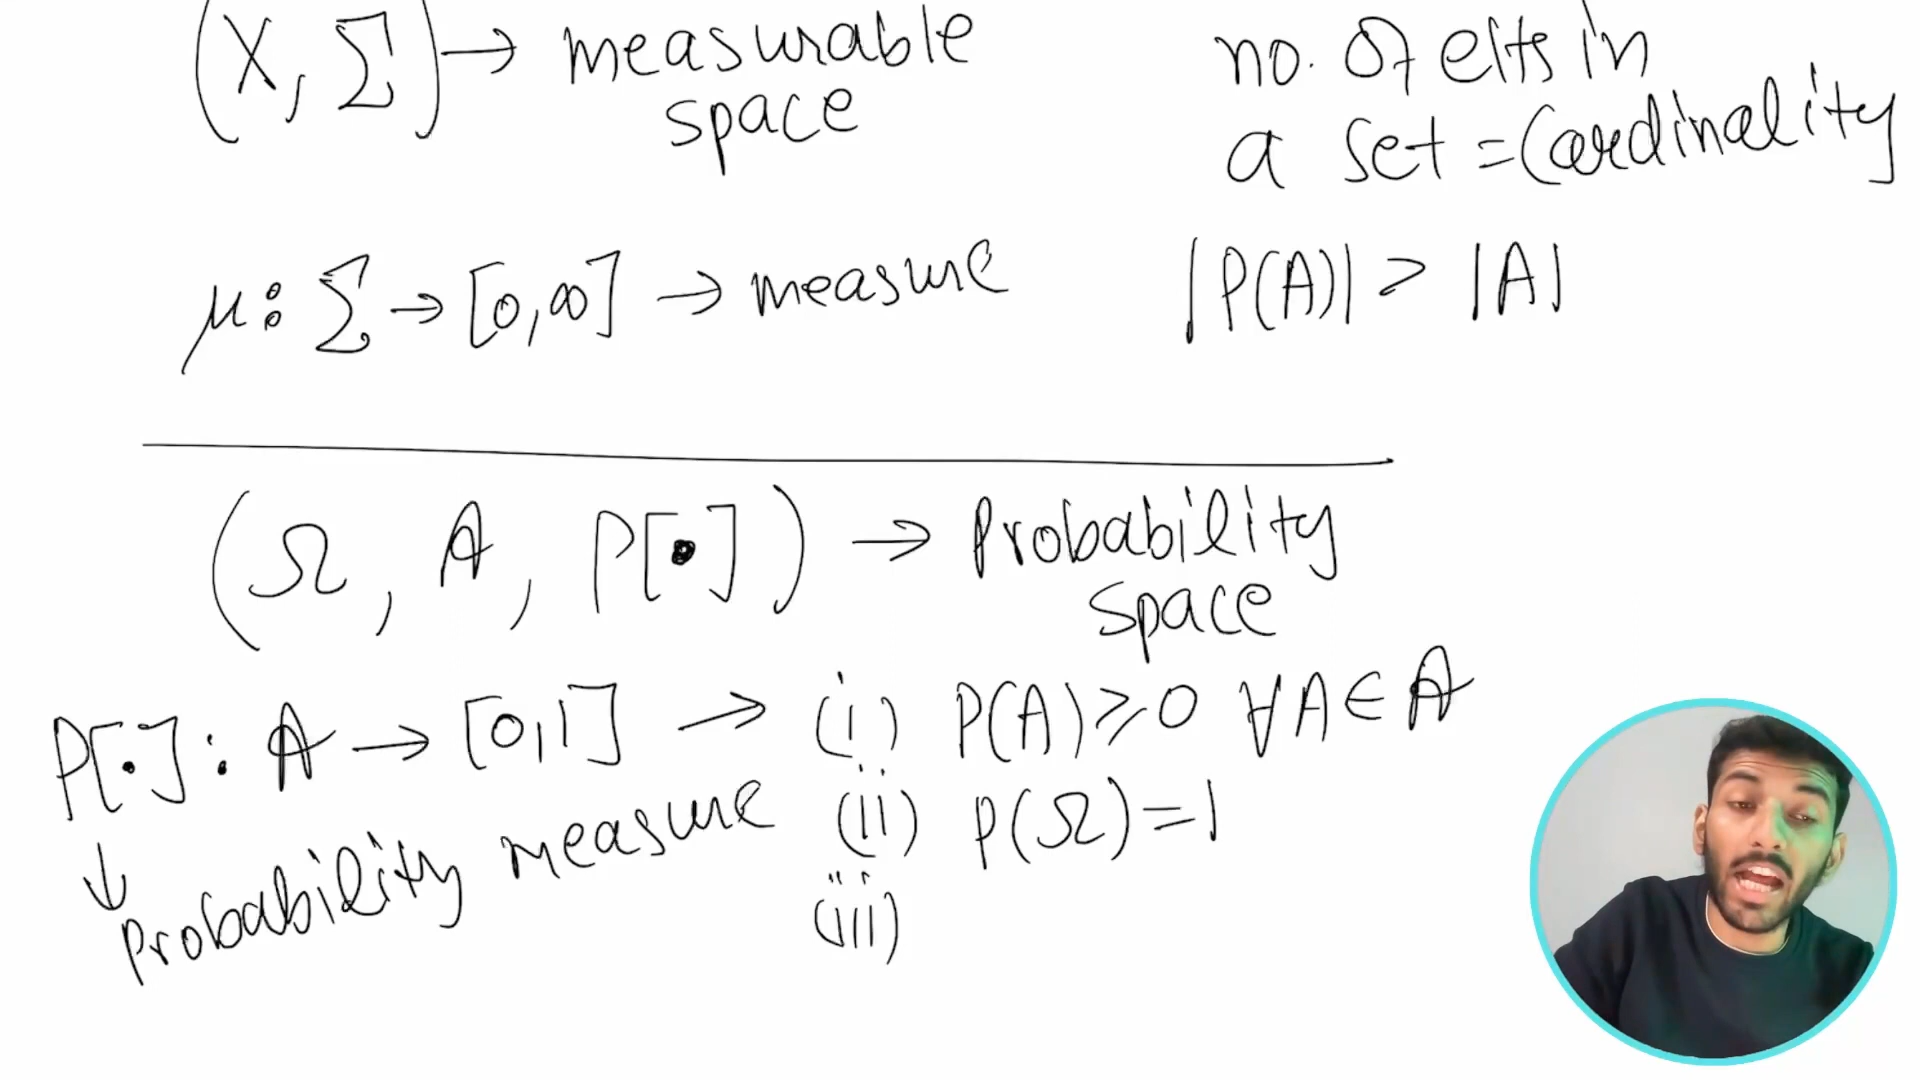 (X, Σ) → measurable
space
μ: Σ → [0,∞] → measure
no. of elts in
a set = Cardinality
|P(A)| > |A|
(Ω, 𝔸, P[•]) → Probability
space
P[•]: 𝔸 → [0,1] → (i) P(A) ≥ 0 ∀A ∈ 𝔸
↓
Probability measure
(ii) P(Ω) = 1
(iii)